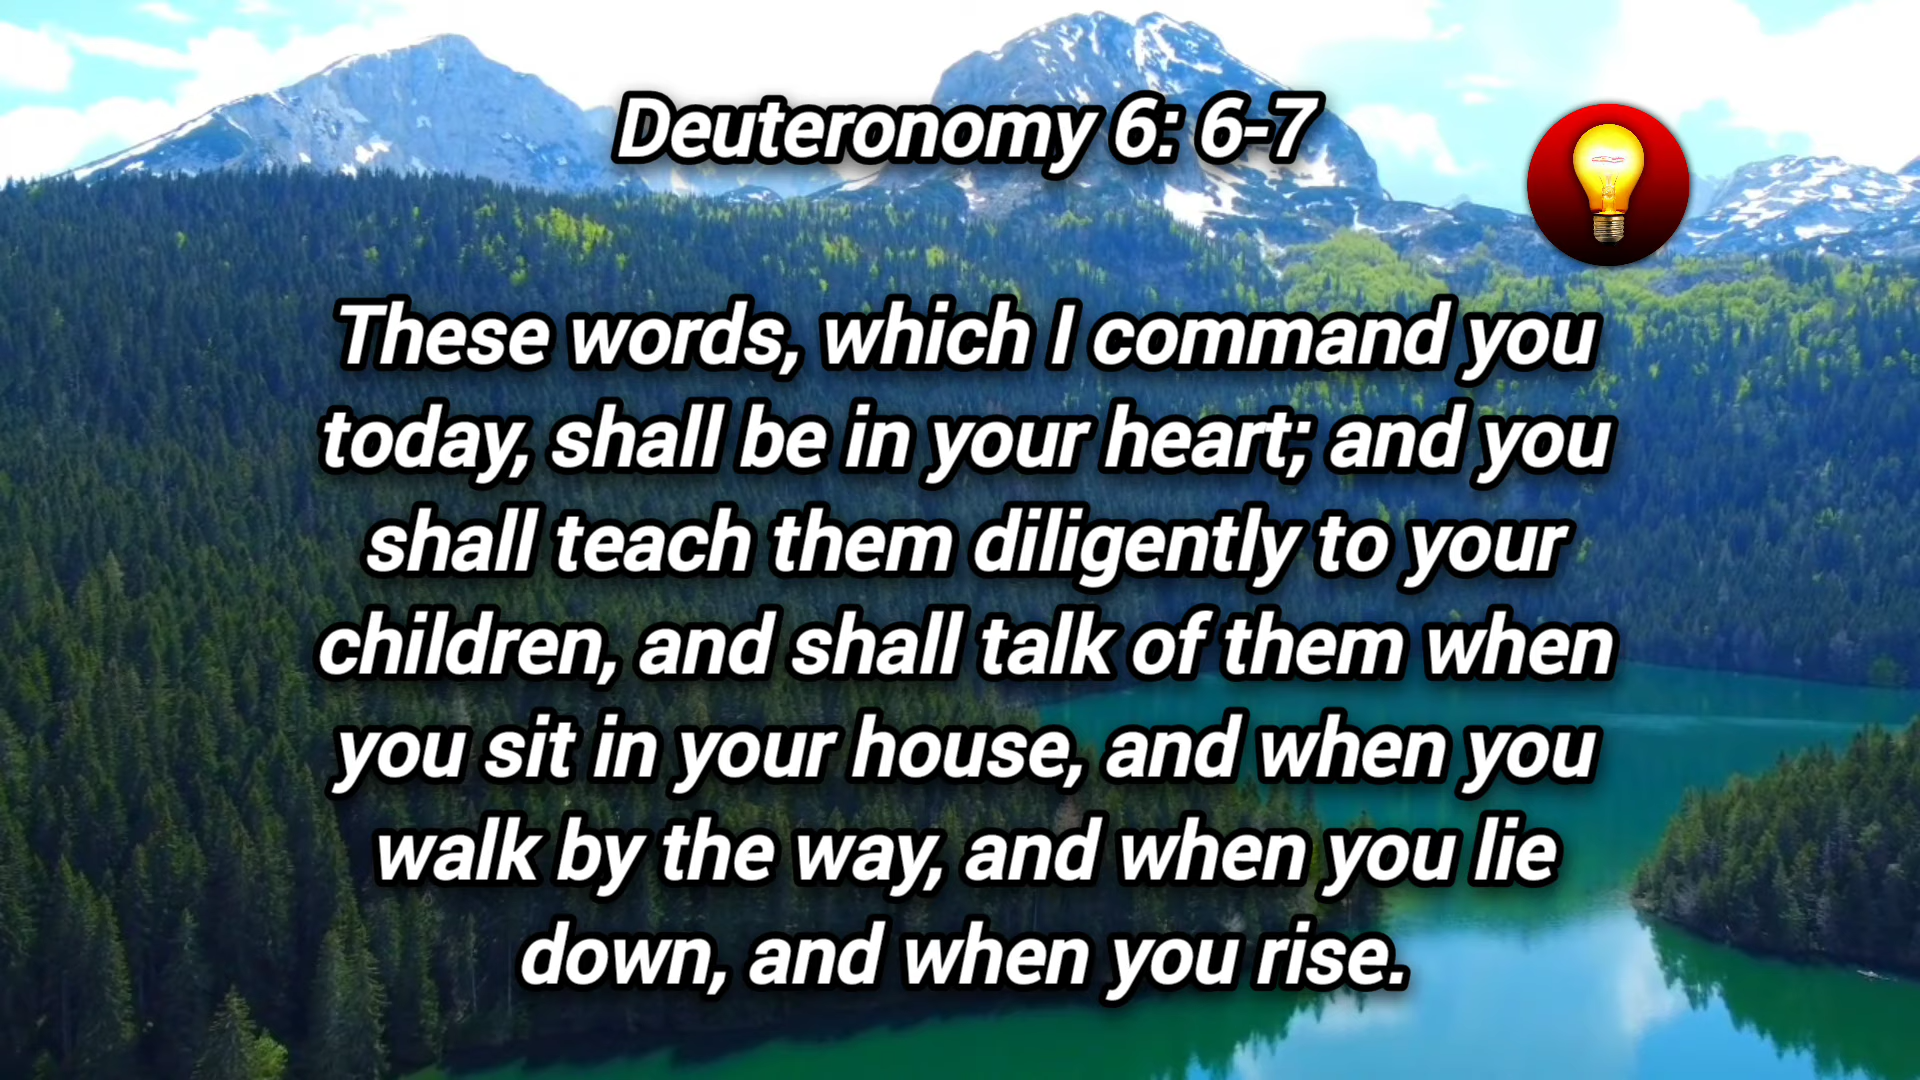 Deuteronomy 6: 6-7
These words, which I command you
today, shall be in your heart; and you
shall teach them diligently to your
children, and shall talk of them when
you sit in your house, and when you
walk by the way, and when you lie
down, and when you rise.